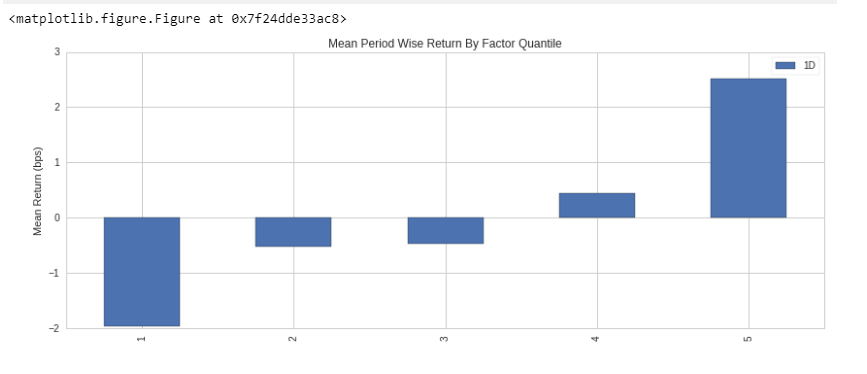 <matplotlib.figure.Figure at 0x7f24dde33ac8>
Mean Period Wise Return By Factor Quantile
1D
Mean Return (bps)
3
2
1
0
−1
−2
1
2
3
4
5